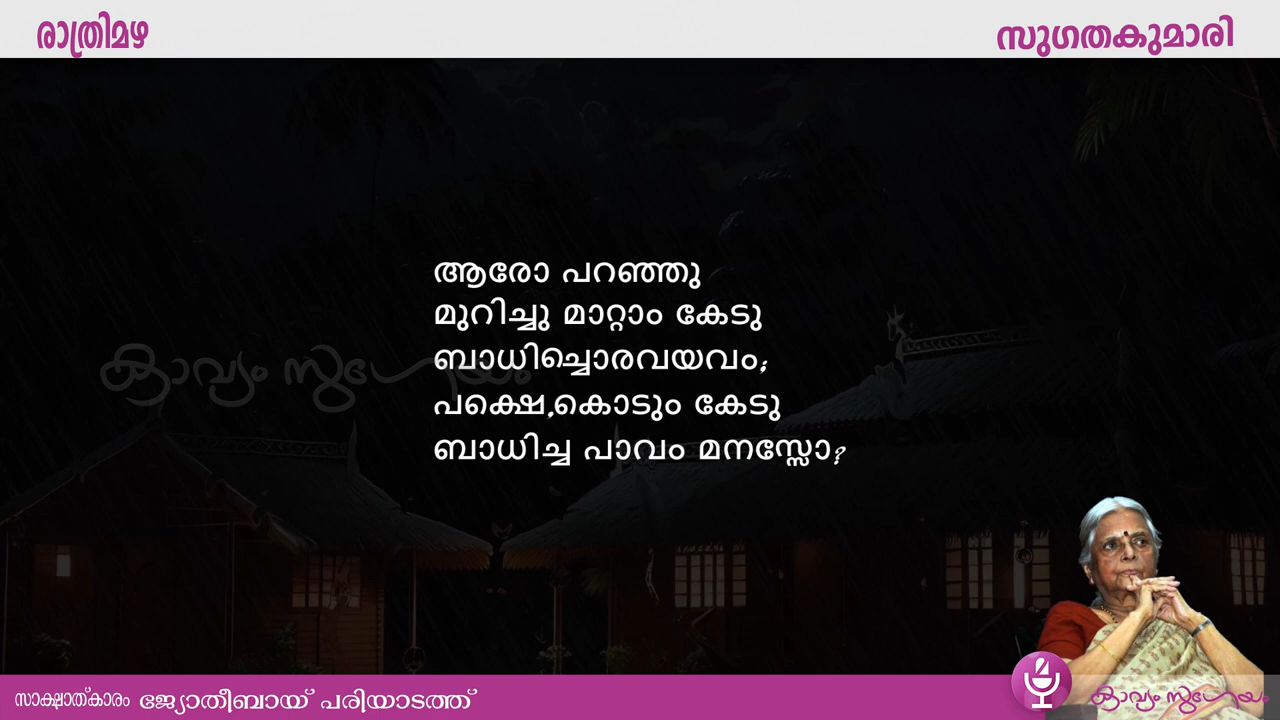 രാത്രിമഴ
സുഗതകുമാരി
ആരോ പറഞ്ഞു
മുറിച്ചു മാറ്റാം കേടു
ബാധിച്ചൊരവയവം;
പക്ഷെ,കൊടും കേടു
ബാധിച്ച പാവം മനസ്സോ?
കാവ്യം സുഗേയം
സാക്ഷാത്കാരം ജ്യോതീബായ് പരിയാടത്ത്
കാവ്യം സുഗേയം